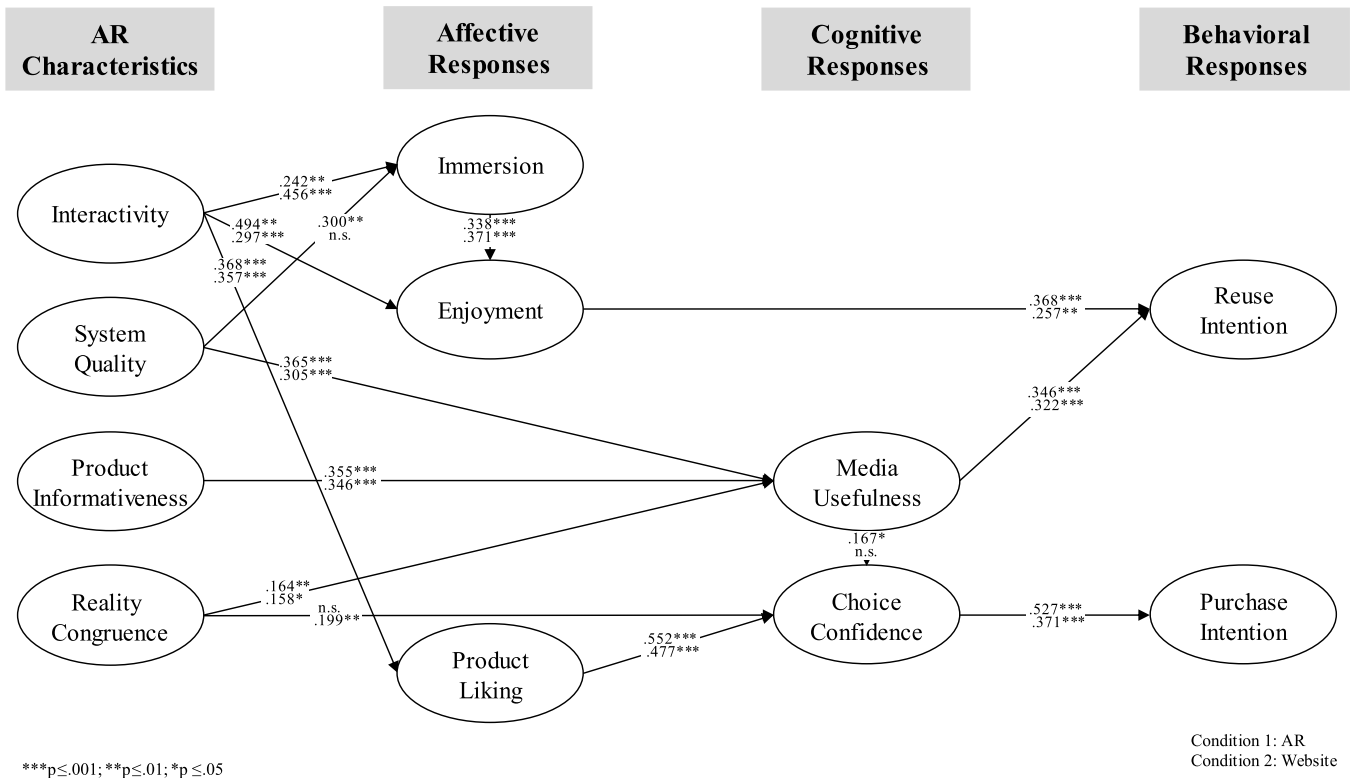 AR
Characteristics
Affective
Responses
Cognitive
Responses
Behavioral
Responses
Immersion
.242**
.456***
Interactivity
.300**
n.s.
.494**
.297***
.338***
.371***
.368***
.357***
Enjoyment
.368***
.257**
Reuse
Intention
System
Quality
.365***
.305***
.346***
.322***
Product
Informativeness
.355***
.346***
Media
Usefulness
.167*
n.s.
.164**
.158*
Reality
Congruence
n.s.
.199**
Choice
Confidence
.527***
.371***
Purchase
Intention
.552***
.477***
Product
Liking
Condition 1: AR
Condition 2: Website
***p≤.001; **p≤.01; *p ≤.05